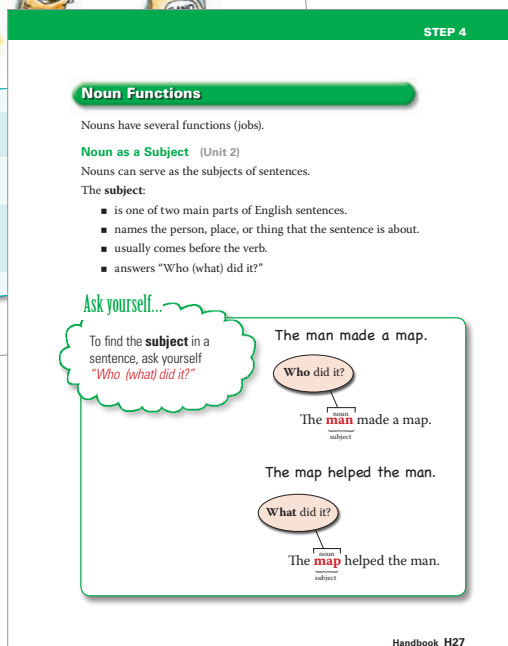 STEP 4
Noun Functions
Nouns have several functions (jobs).
Noun as a Subject (Unit 2)
Nouns can serve as the subjects of sentences.
The subject:
■ is one of two main parts of English sentences.
■ names the person, place, or thing that the sentence is about.
■ usually comes before the verb.
■ answers “Who (what) did it?”
Ask yourself...
To find the subject in a
sentence, ask yourself
“Who (what) did it?”
The man made a map.
Who did it?
noun
The man made a map.
subject
The map helped the man.
What did it?
noun
The map helped the man.
subject
Handbook H27